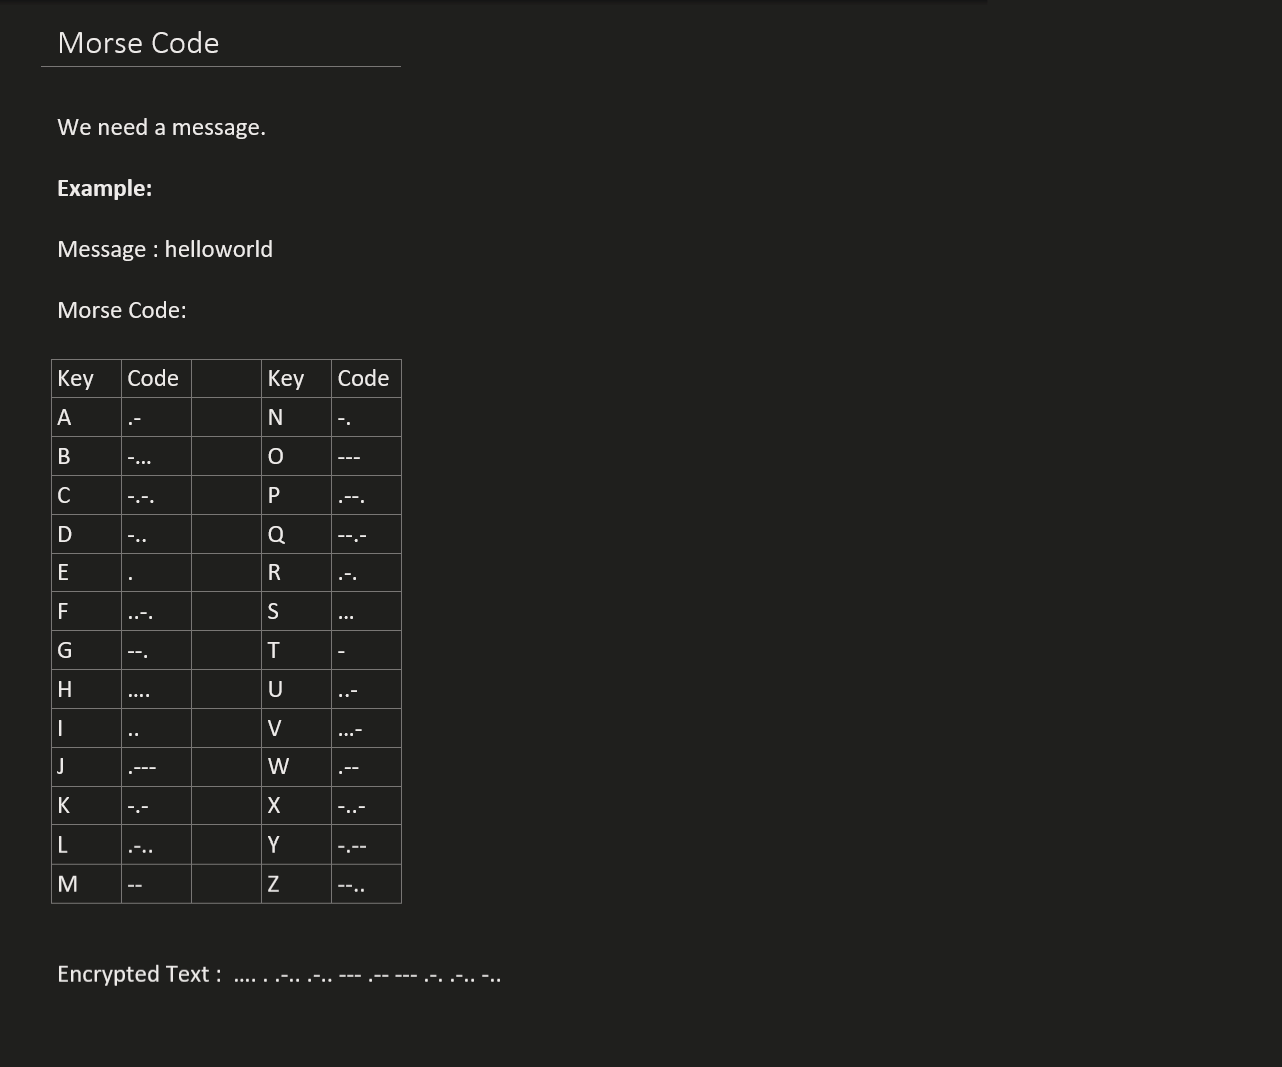 Morse Code
We need a message.
Example:
Message : helloworld
Morse Code:
Key Code Key Code
A .- N -.
B -... O ---
C -.-. P .--.
D -.. Q --.-
E . R .-.
F ..-. S ...
G --. T -
H .... U ..-
I .. V ...-
J .--- W .--
K -.- X -..-
L .-.. Y -.--
M -- Z --..
Encrypted Text : .... . .-.. .-.. --- .-- --- .-. .-.. -..